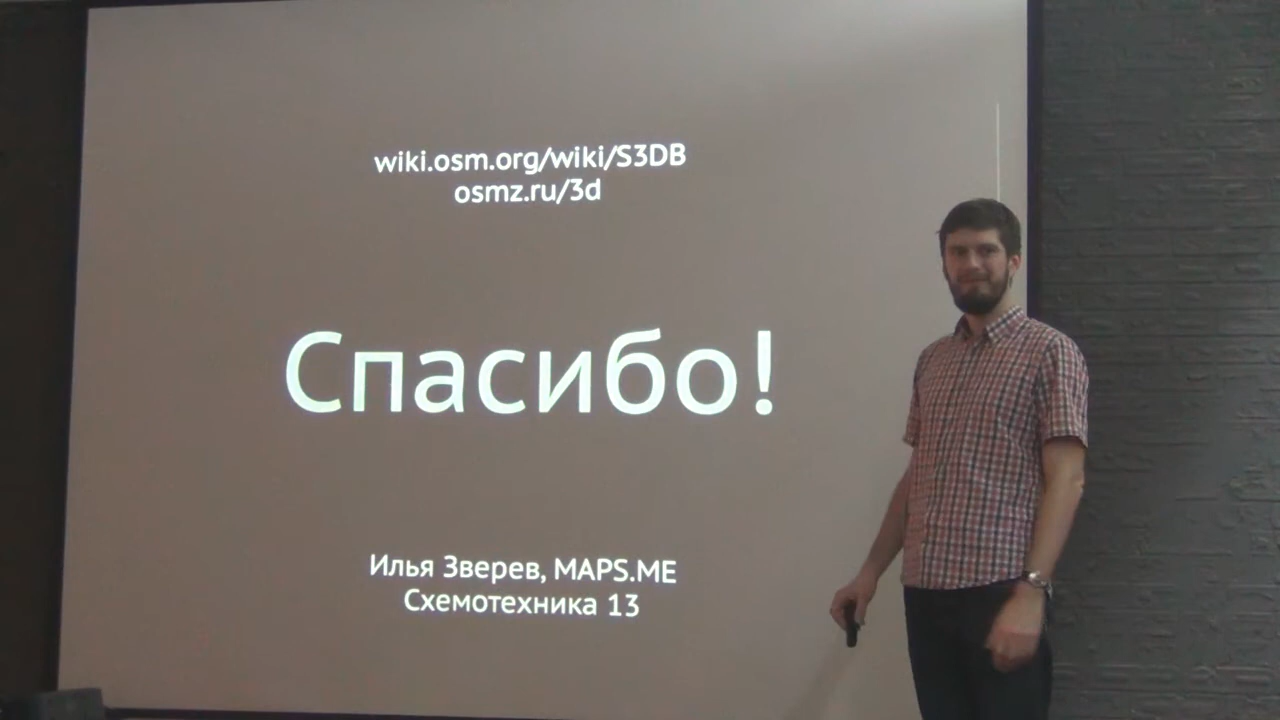 wiki.osm.org/wiki/S3DB
osmz.ru/3d
Спасибо!
Илья Зверев, MAPS.ME
Схемотехника 13